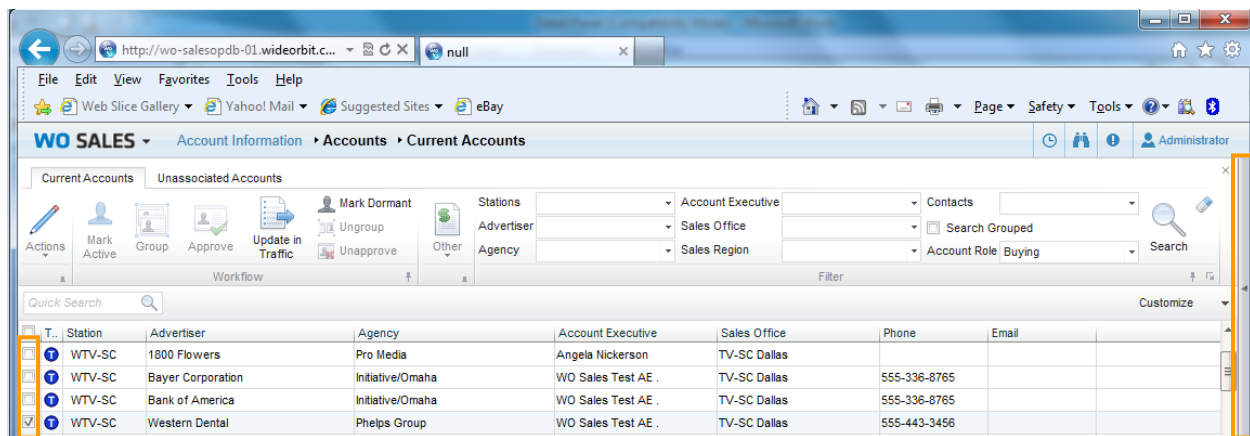 http://wo-salesopdb-01.wideorbit.c... null
File Edit View Favorites Tools Help
Web Slice Gallery Yahoo! Mail Suggested Sites eBay Page Safety Tools
WO SALES Account Information Accounts Current Accounts Administrator
Current Accounts Unassociated Accounts
Mark Dormant Stations Account Executive Contacts
Ungroup Advertiser Sales Office Search Grouped
Actions Mark Active Group Approve Update in Traffic Unapprove Other Agency Sales Region Account Role Buying Search
Workflow Filter
Quick Search Customize
T.. Station Advertiser Agency Account Executive Sales Office Phone Email
T WTV-SC 1800 Flowers Pro Media Angela Nickerson TV-SC Dallas
T WTV-SC Bayer Corporation Initiative/Omaha WO Sales Test AE . TV-SC Dallas 555-336-8765
T WTV-SC Bank of America Initiative/Omaha WO Sales Test AE . TV-SC Dallas 555-336-8765
T WTV-SC Western Dental Phelps Group WO Sales Test AE . TV-SC Dallas 555-443-3456